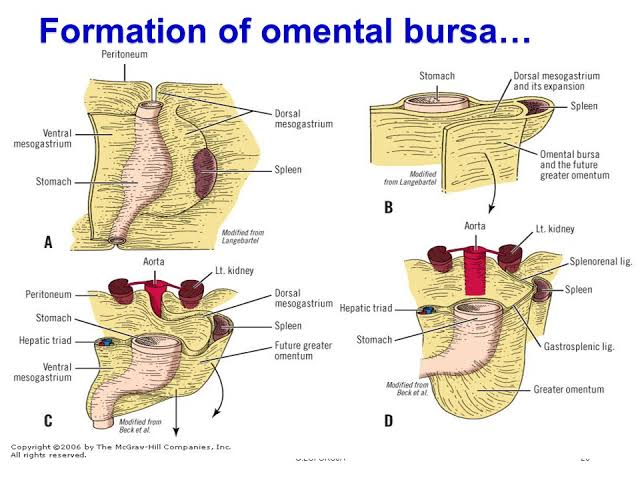 Formation of omental bursa…
Peritoneum
Ventral
mesogastrium
Stomach
Dorsal
mesogastrium
Spleen
Modified from
Langebartel
A
Stomach
Dorsal mesogastrium
and its expansion
Spleen
Omental bursa
and the future
greater omentum
Modified
from Langebartel
B
Aorta
Lt. kidney
Peritoneum
Stomach
Hepatic triad
Ventral
mesogastrium
Dorsal
mesogastrium
Spleen
Future greater
omentum
Modified from
Beck et al.
C
Aorta
Lt. kidney
Splenorenal lig.
Spleen
Hepatic triad
Stomach
Gastrosplenic lig.
Greater omentum
Modified from
Beck et al.
D
Copyright ©2006 by The McGraw-Hill Companies, Inc.
All rights reserved.